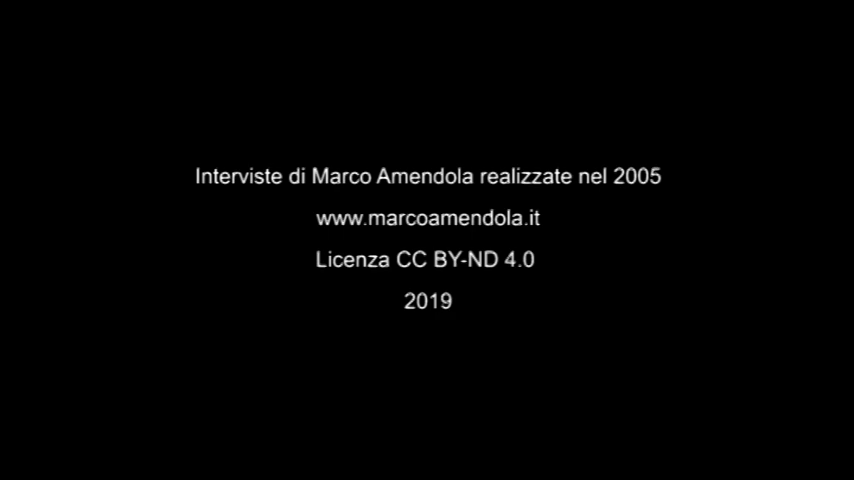 Interviste di Marco Amendola realizzate nel 2005
www.marcoamendola.it
Licenza CC BY-ND 4.0
2019